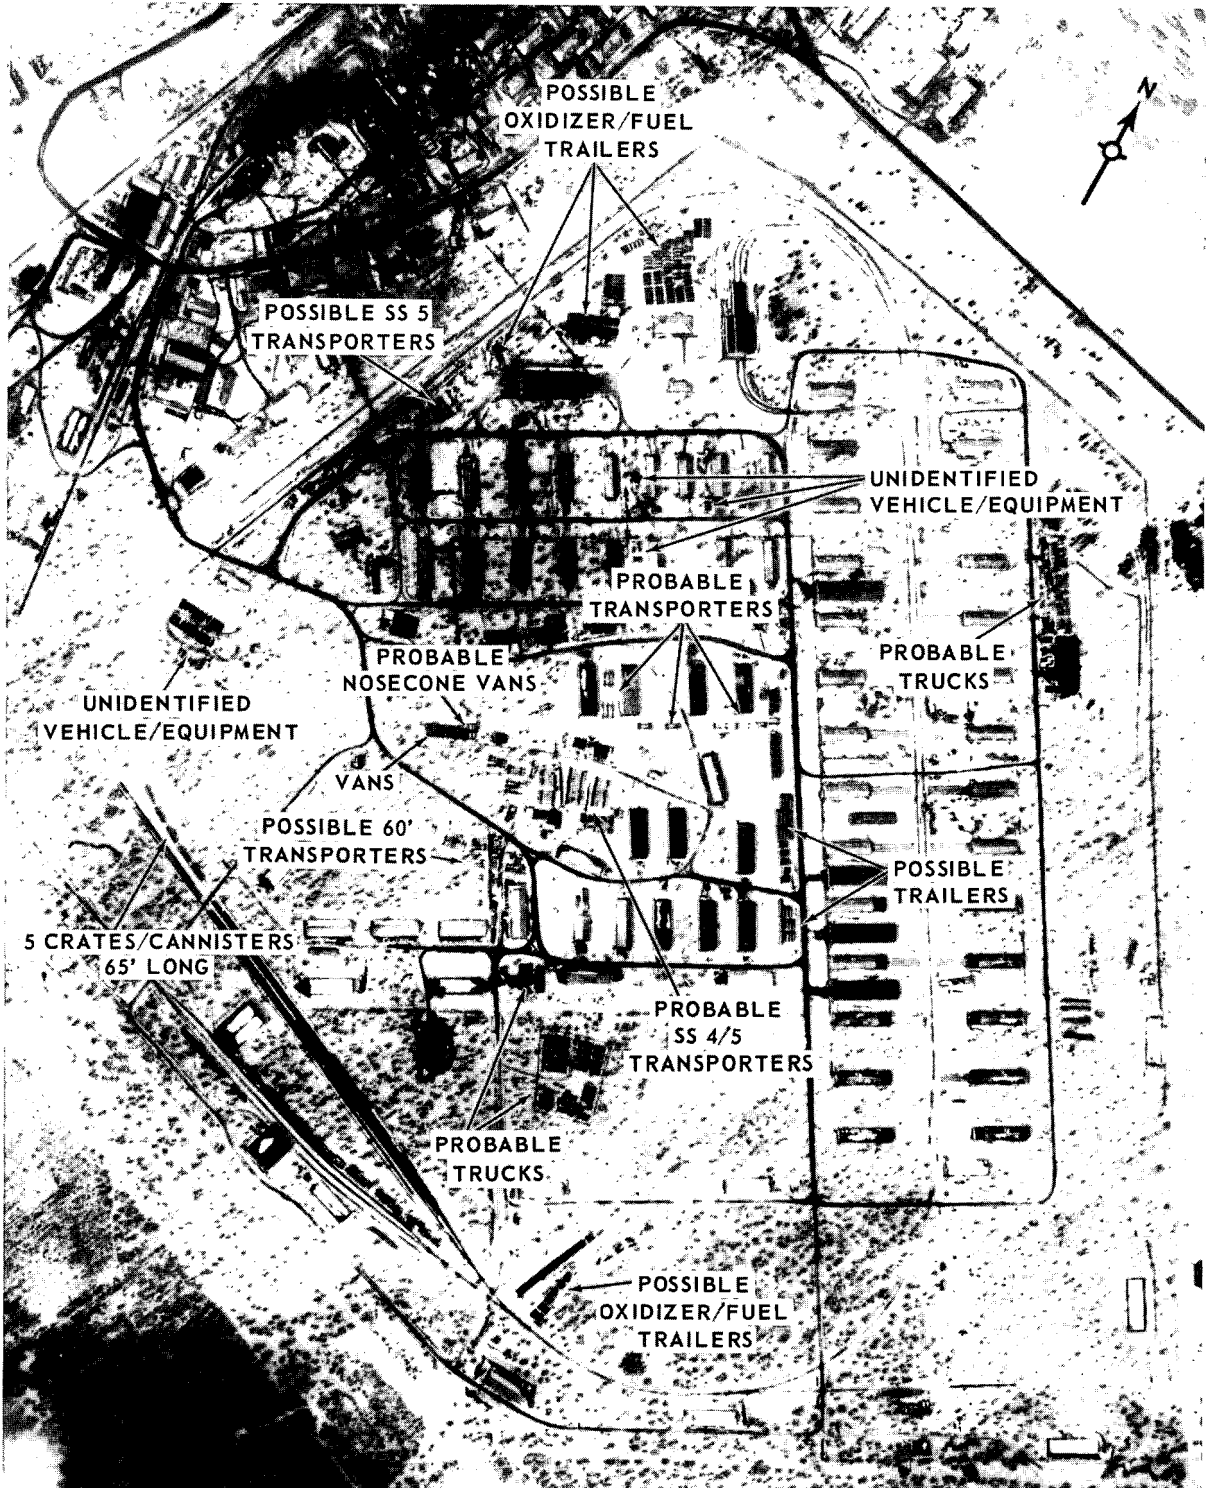 POSSIBLE
OXIDIZER/FUEL
TRAILERS
N
POSSIBLE SS 5
TRANSPORTERS
UNIDENTIFIED
VEHICLE/EQUIPMENT
PROBABLE
TRANSPORTERS
PROBABLE
TRUCKS
PROBABLE
NOSECONE VANS
UNIDENTIFIED
VEHICLE/EQUIPMENT
VANS
POSSIBLE 60'
TRANSPORTERS
POSSIBLE
TRAILERS
5 CRATES/CANNISTERS
65' LONG
PROBABLE
SS 4/5
TRANSPORTERS
PROBABLE
TRUCKS
POSSIBLE
OXIDIZER/FUEL
TRAILERS